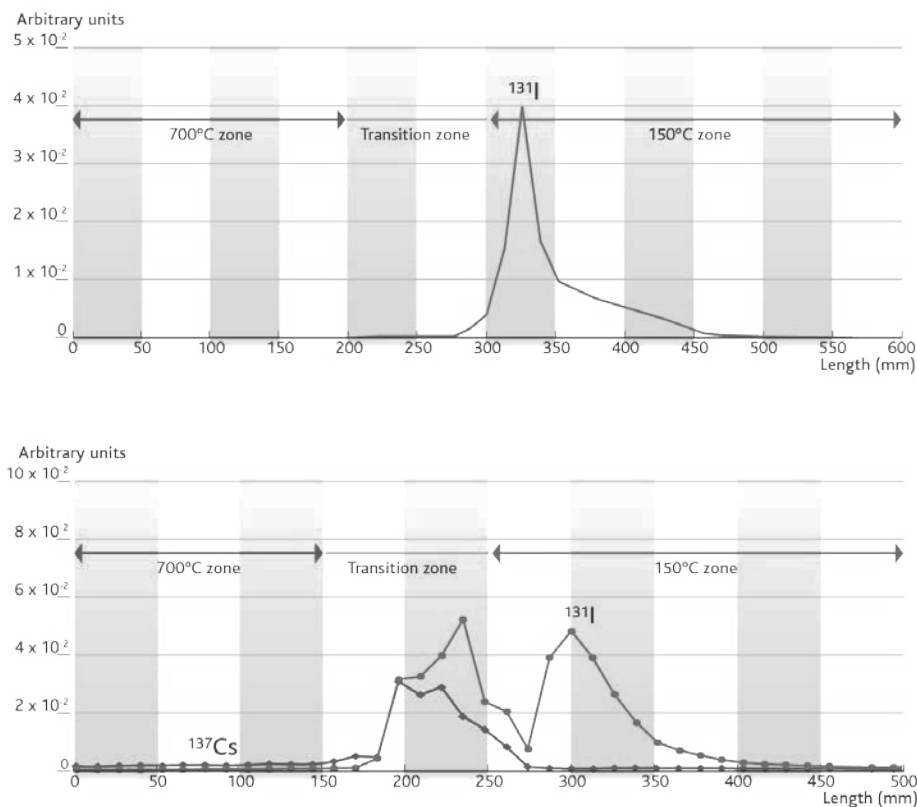 Arbitrary units
5 x 10⁻²
4 x 10⁻²
¹³¹I
700°C zone Transition zone 150°C zone
3 x 10⁻²
2 x 10⁻²
1 x 10⁻²
0
0 50 100 150 200 250 300 350 400 450 500 550 600
Length (mm)
Arbitrary units
10 x 10⁻²
8 x 10⁻²
700°C zone Transition zone 150°C zone
6 x 10⁻²
¹³¹I
4 x 10⁻²
2 x 10⁻²
¹³⁷Cs
0
0 50 100 150 200 250 300 350 400 450 500
Length (mm)